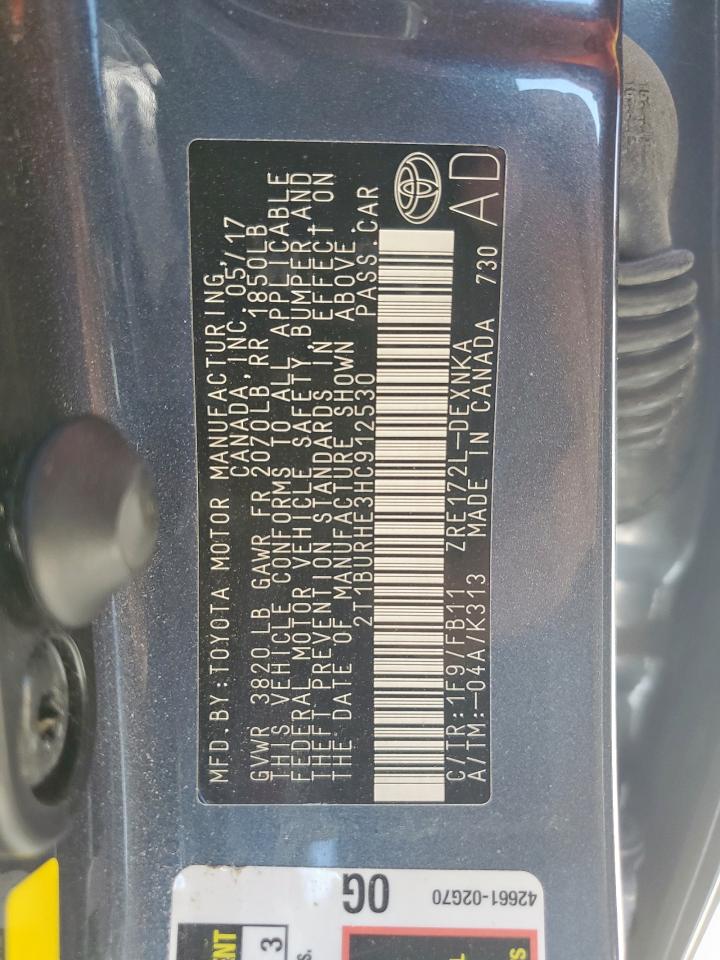 MFD.BY:TOYOTA MOTOR MANUFACTURING,
CANADA, INC. 05/17
GVWR 3820 LB GAWR FR 2070LB, RR 1850LB
THIS VEHICLE CONFORMS TO ALL APPLICABLE
FEDERAL MOTOR VEHICLE SAFETY, BUMPER, AND
THEFT PREVENTION STANDARDS IN EFFECT ON
THE DATE OF MANUFACTURE SHOWN ABOVE.
2T1BURHE3HC912530 PASS.CAR
C/TR:1F9/FB11 ZRE172L-DEXNKA
A/TM:-04A/K313 MADE IN CANADA 730
AD
0G
42661-02G70
3